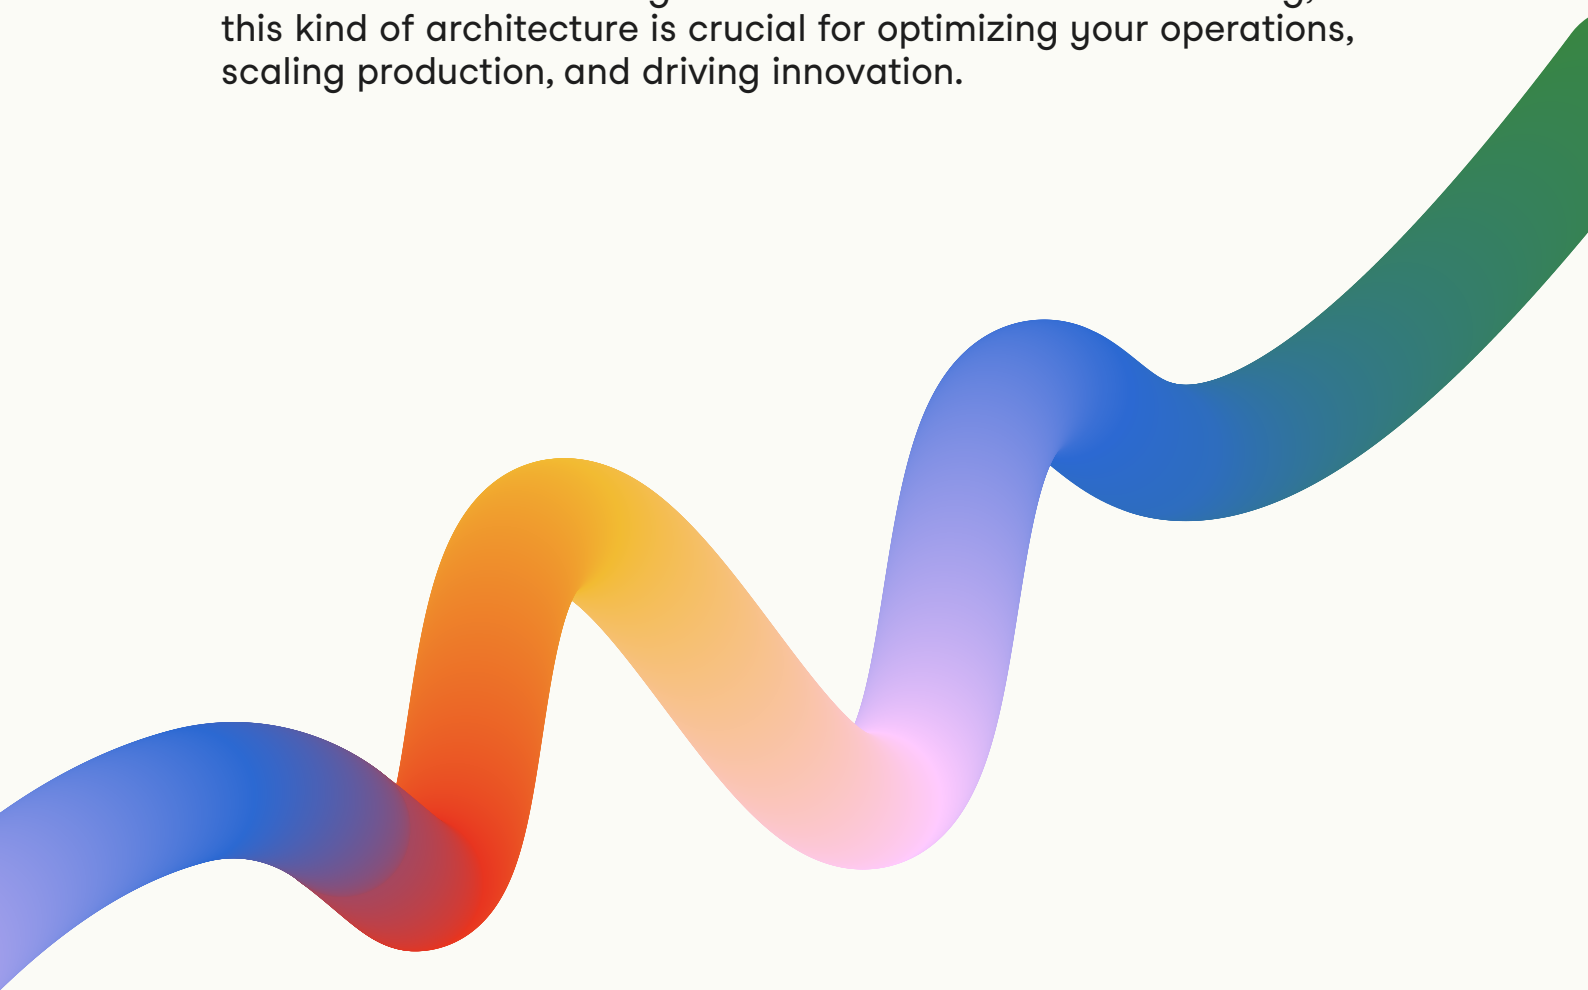 this kind of architecture is crucial for optimizing your operations,
scaling production, and driving innovation.